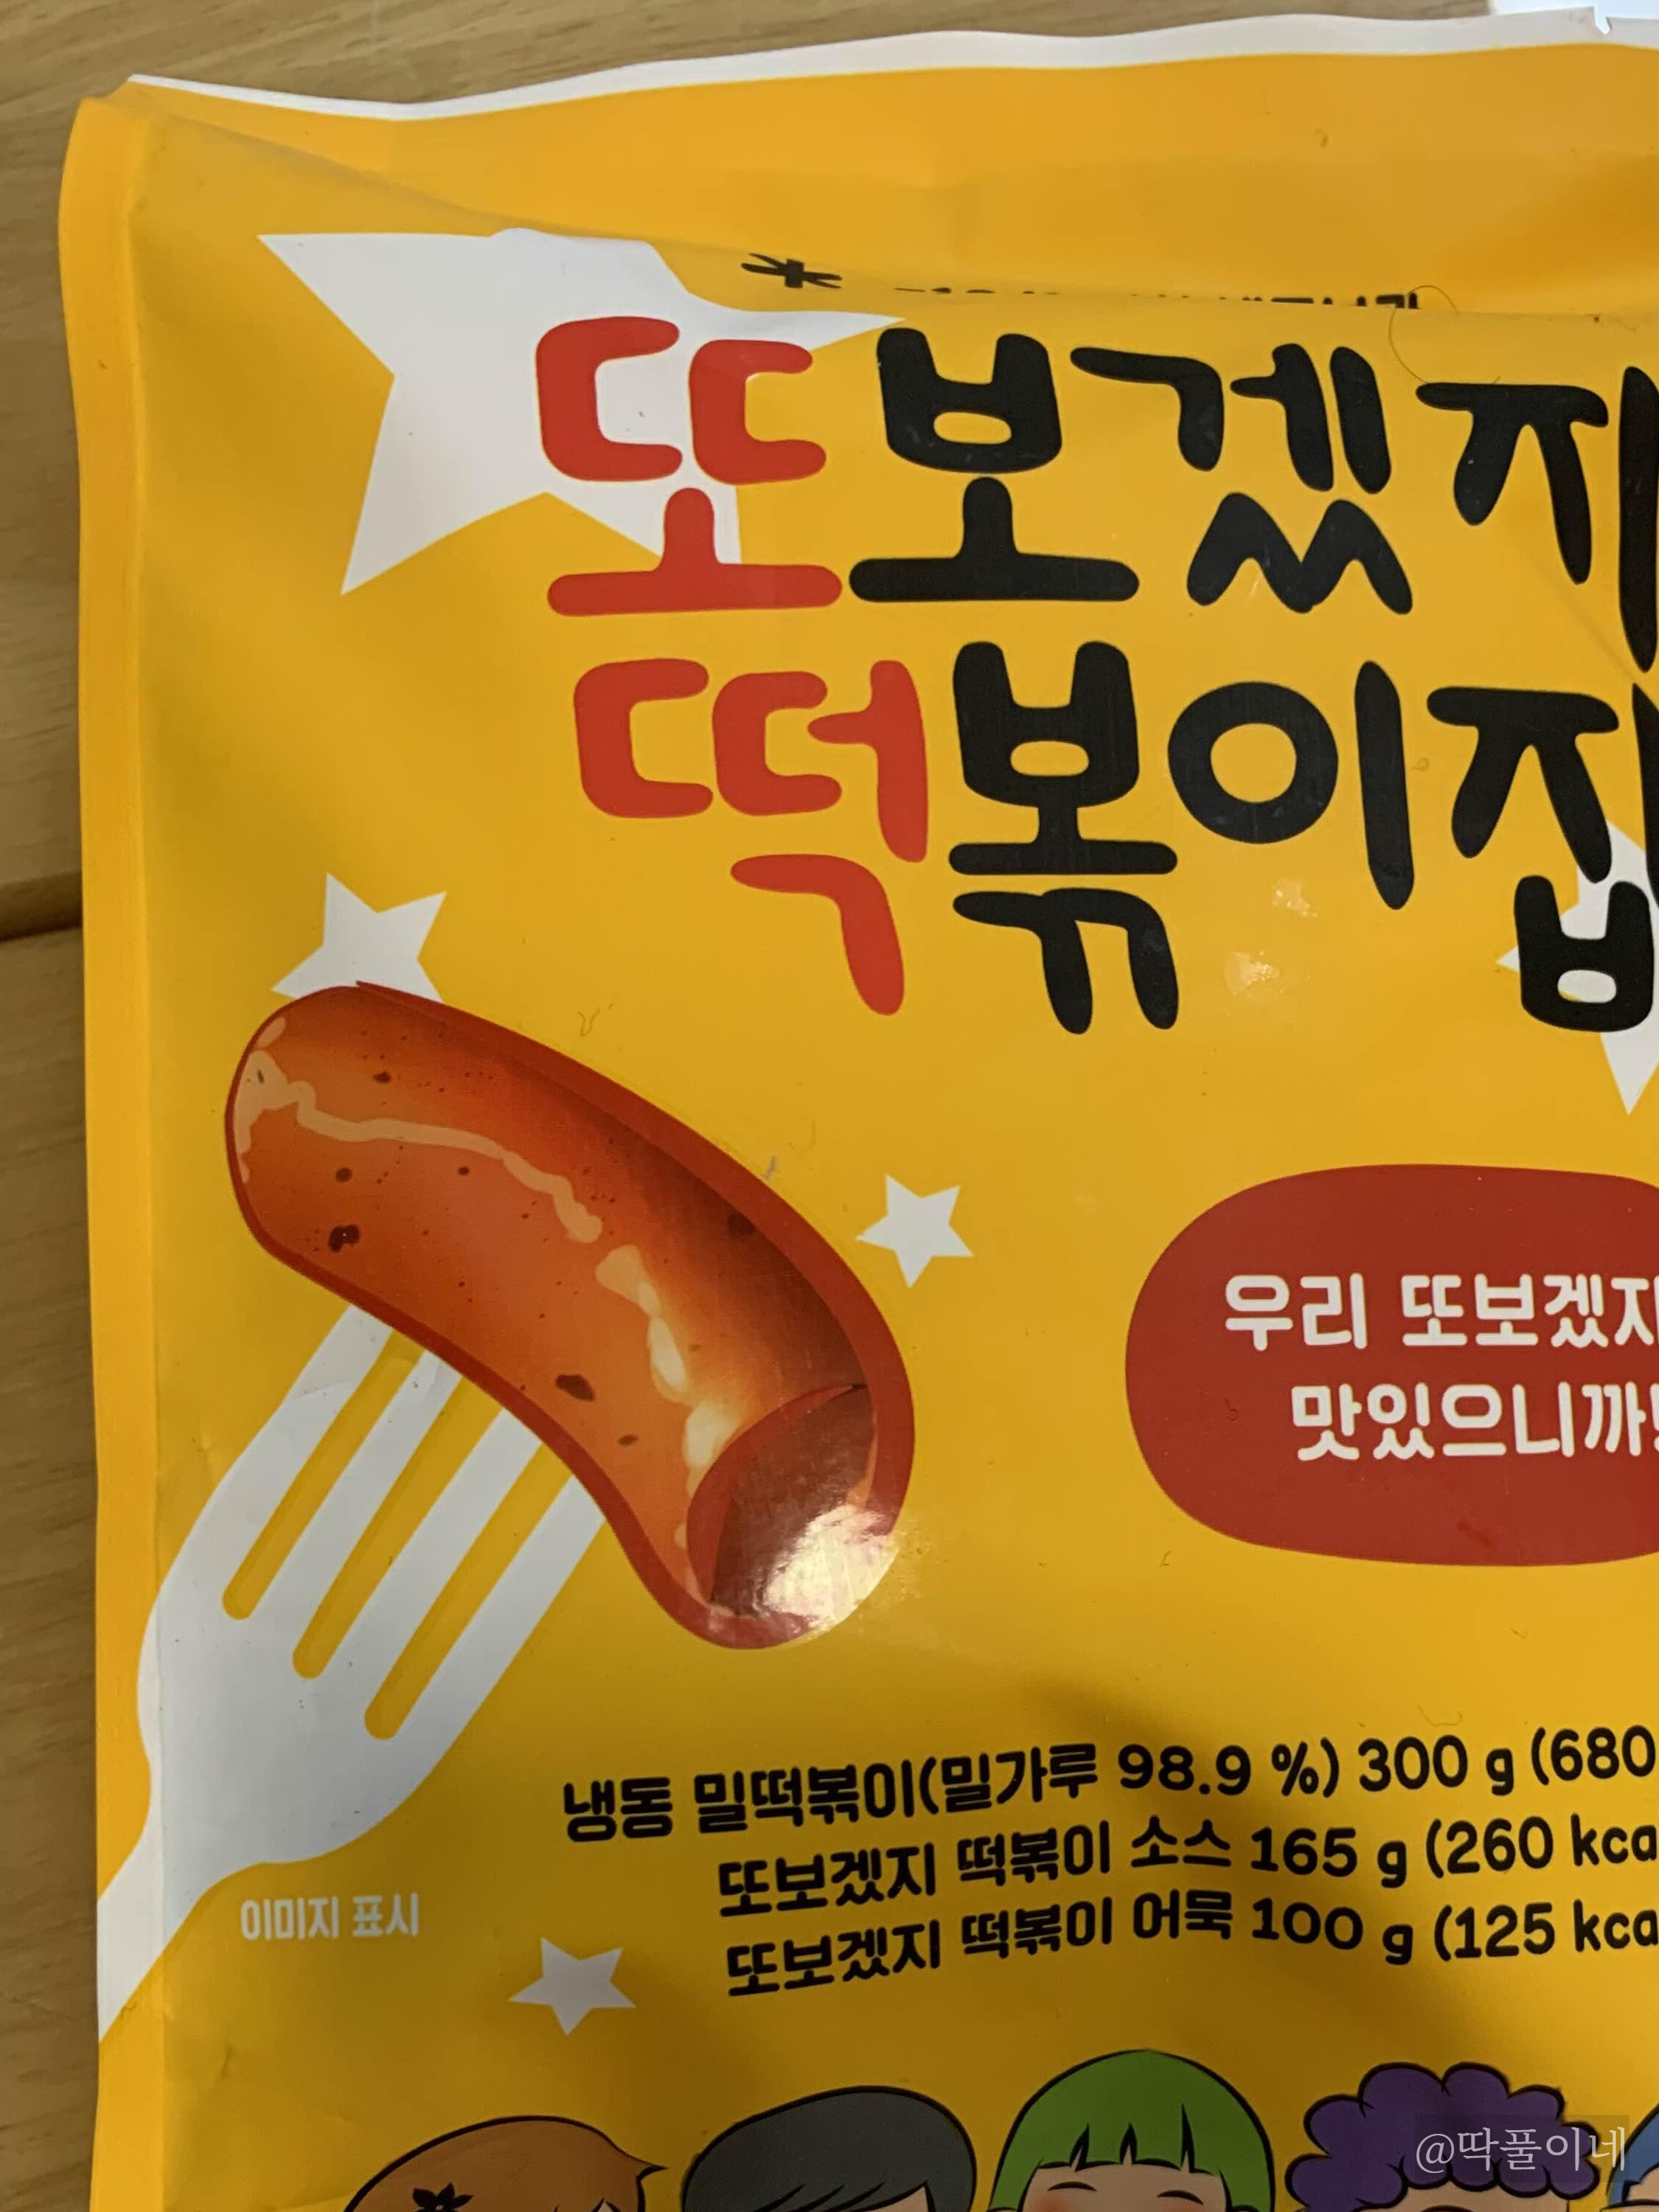 또보겠지
떡볶이집
우리 또보겠지
맛있으니까!
냉동 밀떡볶이(밀가루 98.9 %) 300 g (680
또보겠지 떡볶이 소스 165 g (260 kca
또보겠지 떡볶이 어묵 100 g (125 kca
이미지 표시
@딱풀이네